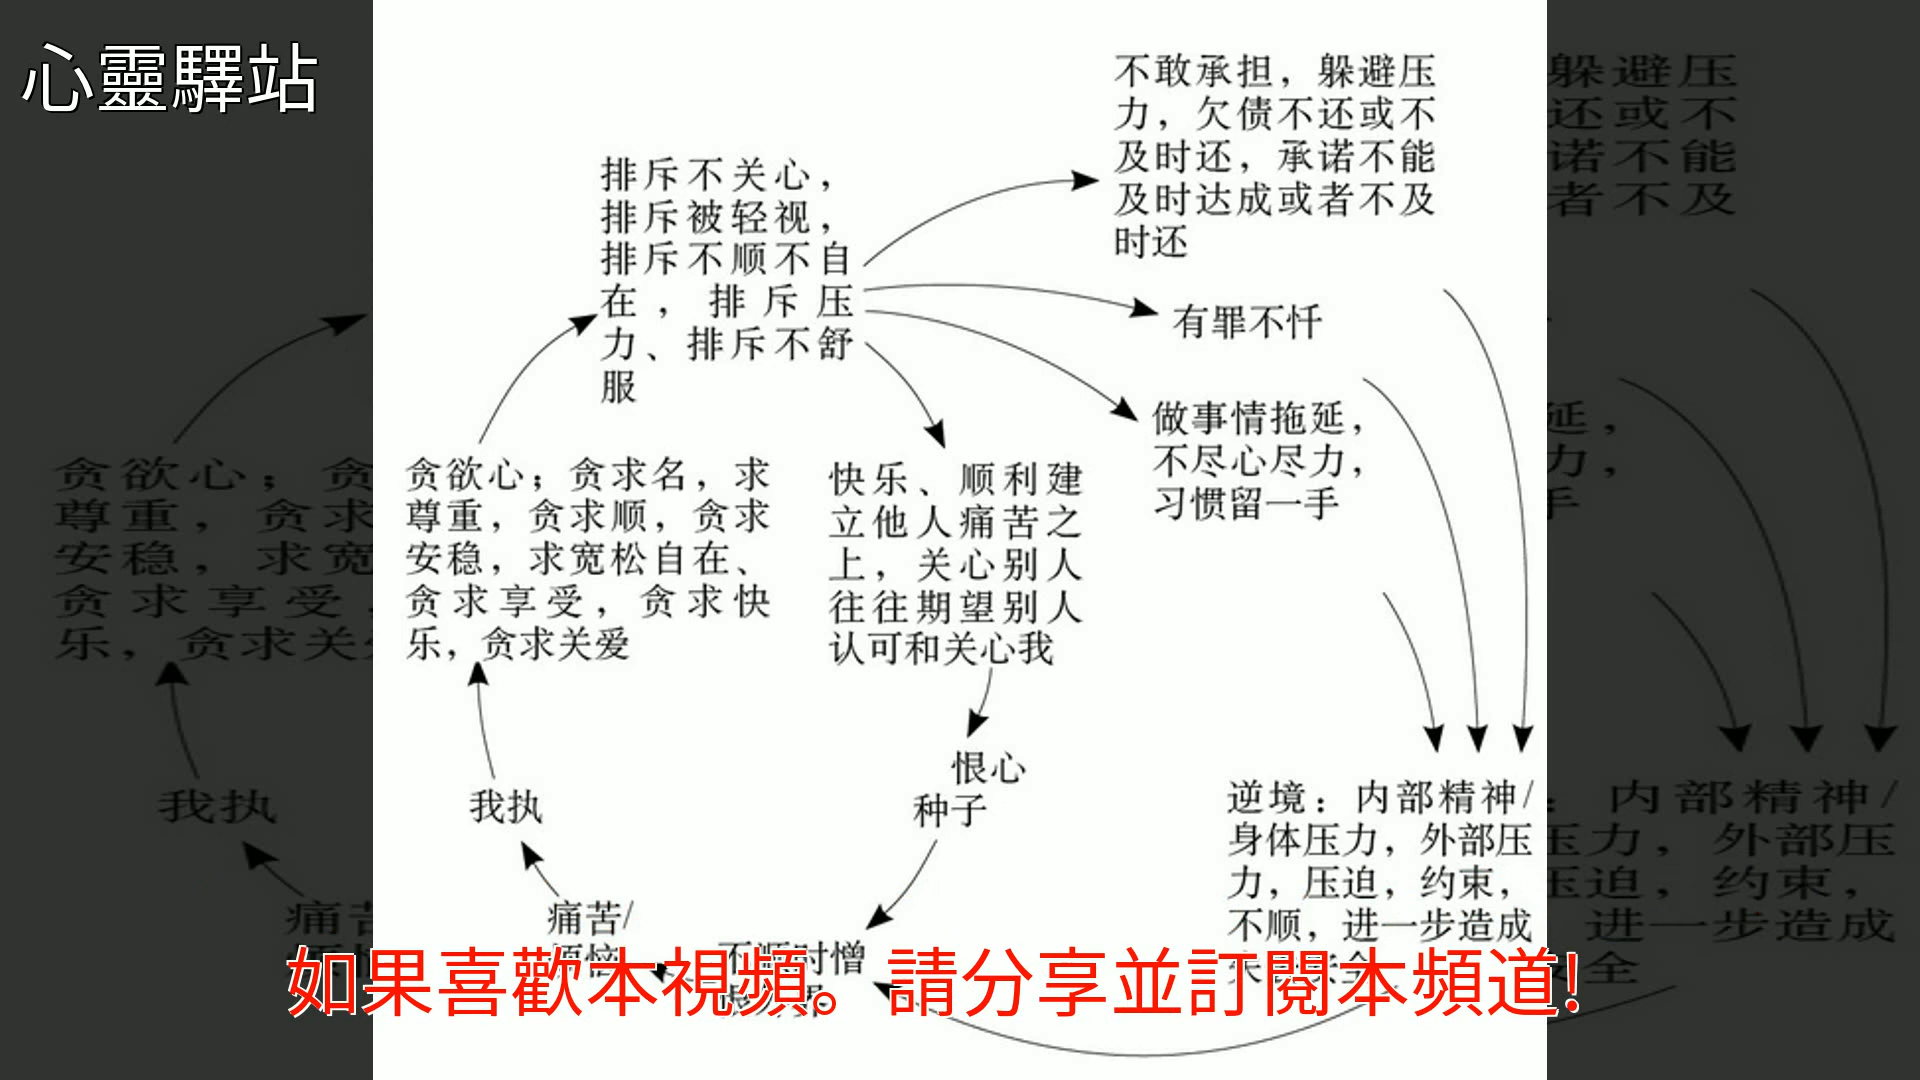 心靈驛站
不敢承担，躲避压
力，欠债不还或不
及时还，承诺不能
及时达成或者不及
时还
排斥不关心，
排斥被轻视，
排斥不顺不自
在，排斥压
力、排斥不舒
服
有罪不忏
做事情拖延，
不尽心尽力，
习惯留一手
贪欲心；贪求名，求
尊重，贪求顺，贪求
安稳，求宽松自在、
贪求享受，贪求快
乐，贪求关爱
快乐、顺利建
立他人痛苦之
上，关心别人
往往期望别人
认可和关心我
恨心
种子
我执
痛苦/
逆境：内部精神/
身体压力，外部压
力，压迫，约束，
不顺，进一步造成
不顺时憎
如果喜歡本視頻。請分享並訂閱本頻道!